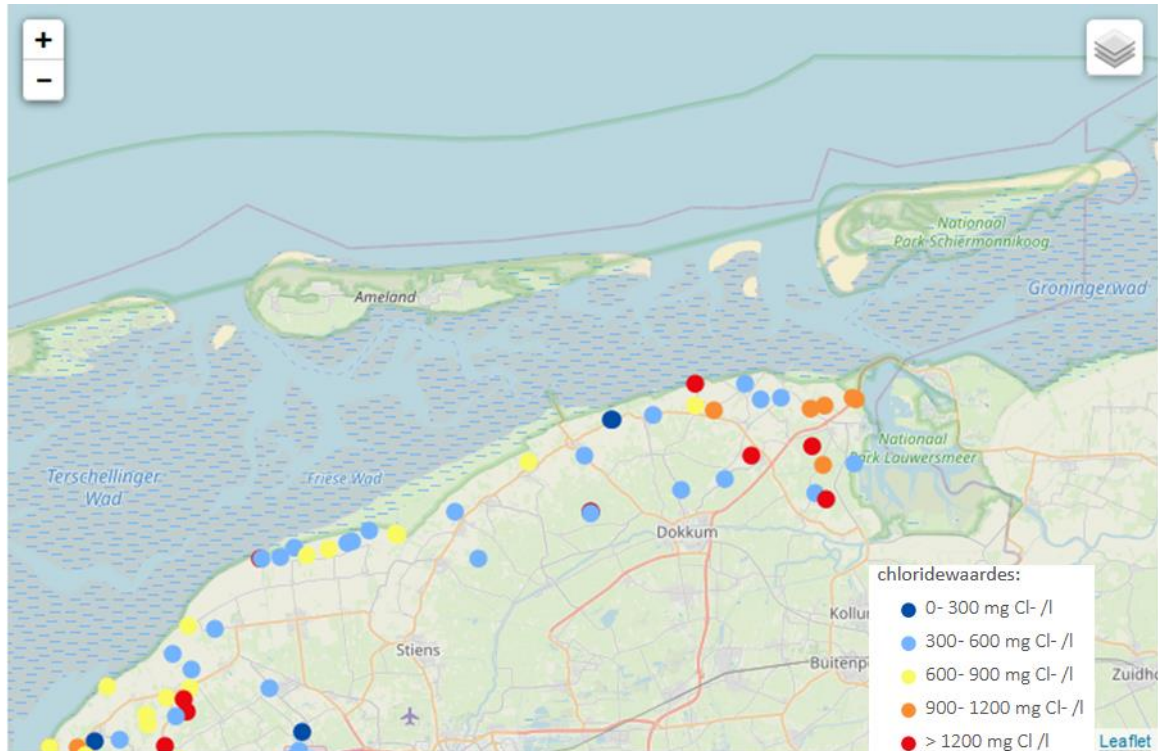 +
−
Nationaal
Park Schiermonnikoog
Ameland
Groningerwad
Terschellinger
Wad
Friese Wad
Nationaal
Park Lauwersmeer
Dokkum
chloridewaardes:
0- 300 mg Cl- /l
300- 600 mg Cl- /l
600- 900 mg Cl- /l
900- 1200 mg Cl- /l
> 1200 mg Cl /l
Kollu
Stiens
Buitenp
Zuidh
Leaflet